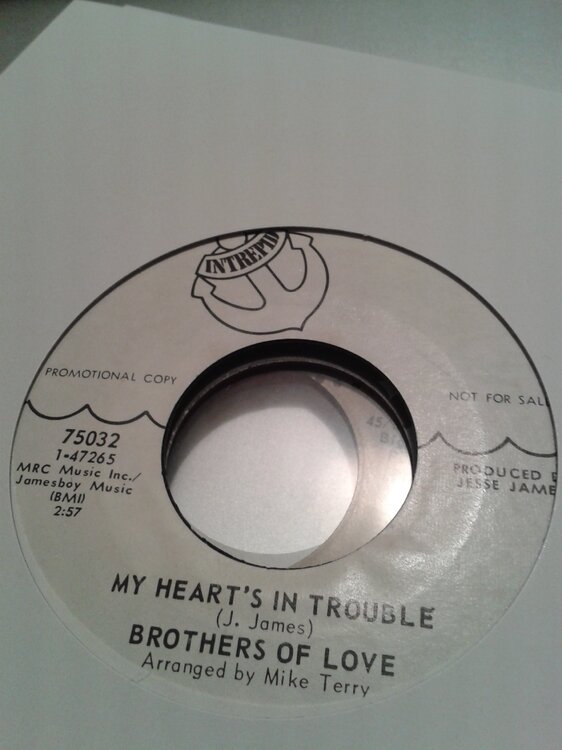 INTREPID
PROMOTIONAL COPY
NOT FOR SAL
75032
1-47265
MRC Music Inc./
Jamesboy Music
(BMI)
2:57
PRODUCED
JESSE JAME
45
MY HEART'S IN TROUBLE
(J. James)
BROTHERS OF LOVE
Arranged by Mike Terry